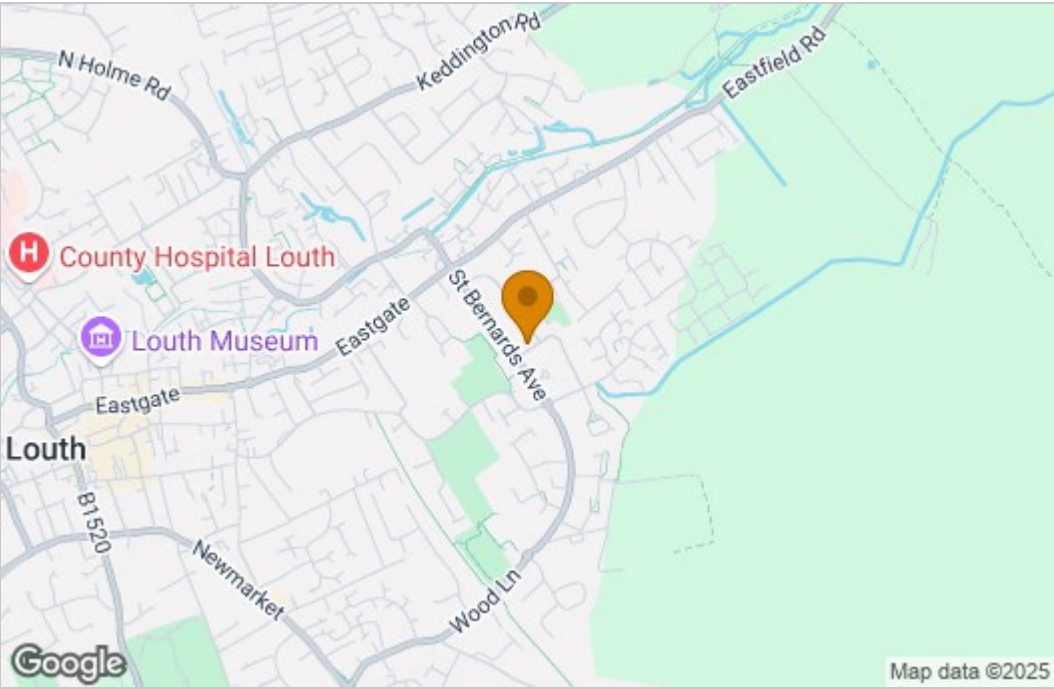 N Holme Rd
Keddington Rd
Eastfield Rd
H
County Hospital Louth
Louth Museum
St Bernards Ave
Eastgate
Eastgate
Louth
B1520
Newmarket
Wood Ln
Google
Map data ©2025